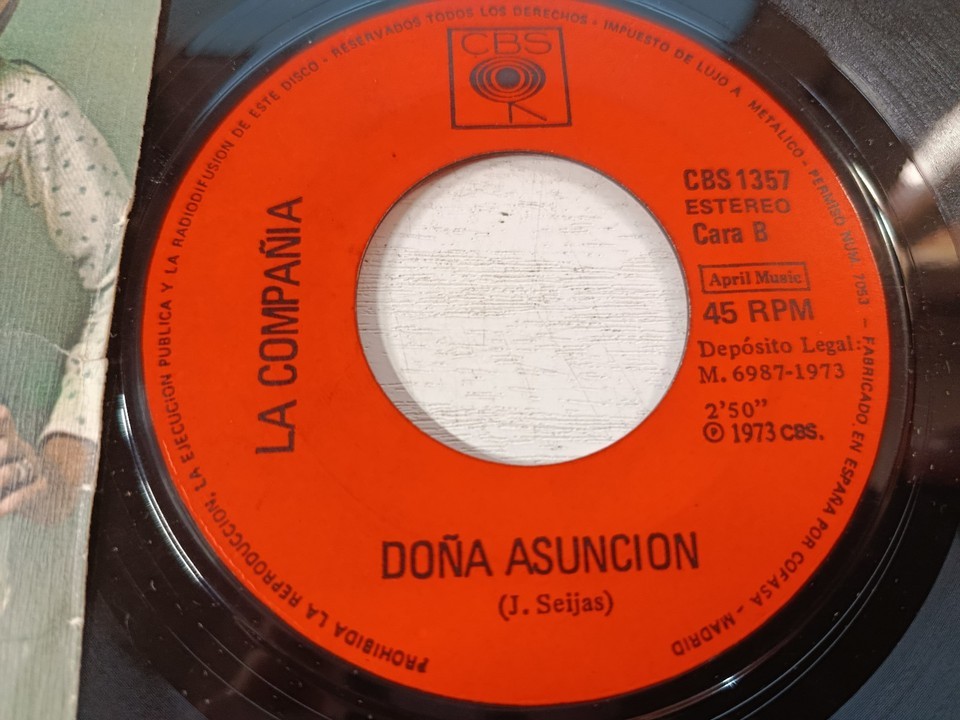 CBS
CBS 1357
ESTEREO
Cara B
April Music
45 RPM
Depósito Legal:
M. 6987-1973
2'50"
Ⓟ 1973 CBS.
LA COMPAÑIA
DOÑA ASUNCION
(J. Seijas)
PROHIBIDA LA REPRODUCCION, LA EJECUCION PUBLICA Y LA RADIODIFUSION DE ESTE DISCO - RESERVADOS TODOS LOS DERECHOS - IMPUESTO DE LUJO A METALICO - PERMISO NUM. 7053 - FABRICADO EN ESPAÑA POR COFASA - MADRID